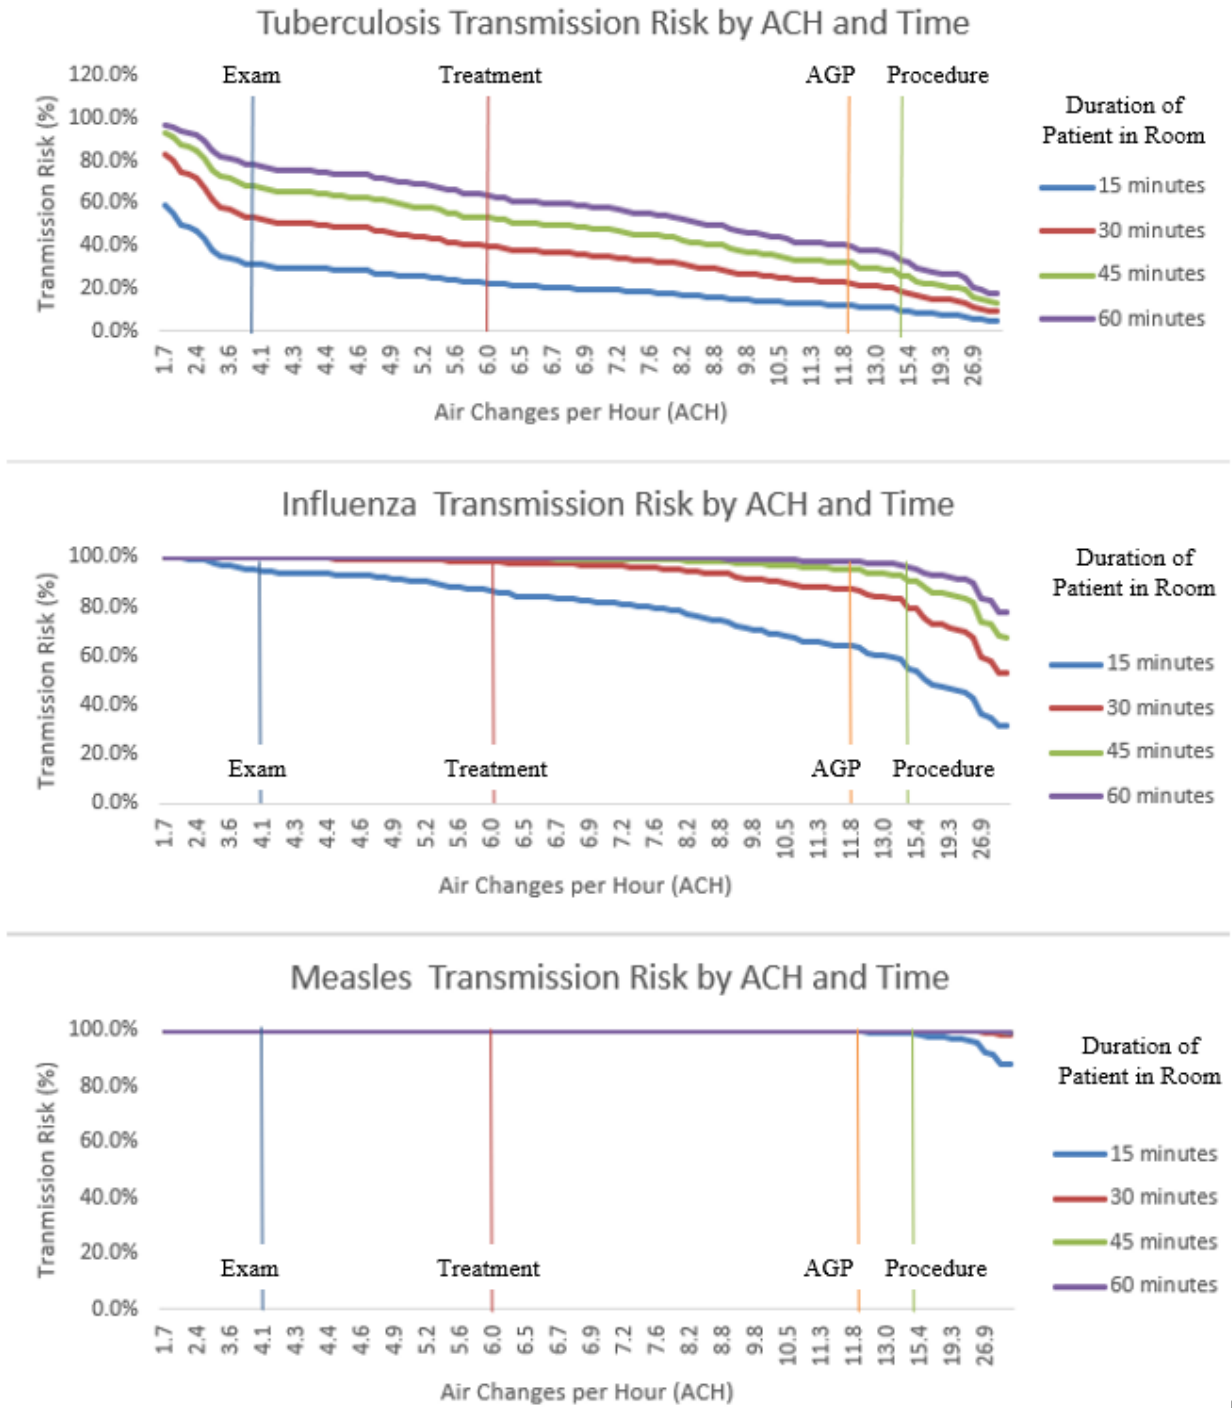 Tuberculosis Transmission Risk by ACH and Time
120.0%
100.0%
80.0%
60.0%
40.0%
20.0%
0.0%
Tranmission Risk (%)
Exam
Treatment
AGP
Procedure
1.7 2.4 3.6 4.1 4.3 4.4 4.6 4.9 5.2 5.6 6.0 6.5 6.7 6.9 7.2 7.6 8.2 8.8 9.8 10.5 11.3 11.8 13.0 15.4 19.3 26.9
Air Changes per Hour (ACH)
Duration of
Patient in Room
15 minutes
30 minutes
45 minutes
60 minutes
Influenza Transmission Risk by ACH and Time
100.0%
80.0%
60.0%
40.0%
20.0%
0.0%
Tranmission Risk (%)
Exam
Treatment
AGP
Procedure
1.7 2.4 3.6 4.1 4.3 4.4 4.6 4.9 5.2 5.6 6.0 6.5 6.7 6.9 7.2 7.6 8.2 8.8 9.8 10.5 11.3 11.8 13.0 15.4 19.3 26.9
Air Changes per Hour (ACH)
Duration of
Patient in Room
15 minutes
30 minutes
45 minutes
60 minutes
Measles Transmission Risk by ACH and Time
100.0%
80.0%
60.0%
40.0%
20.0%
0.0%
Tranmission Risk (%)
Exam
Treatment
AGP
Procedure
1.7 2.4 3.6 4.1 4.3 4.4 4.6 4.9 5.2 5.6 6.0 6.5 6.7 6.9 7.2 7.6 8.2 8.8 9.8 10.5 11.3 11.8 13.0 15.4 19.3 26.9
Air Changes per Hour (ACH)
Duration of
Patient in Room
15 minutes
30 minutes
45 minutes
60 minutes